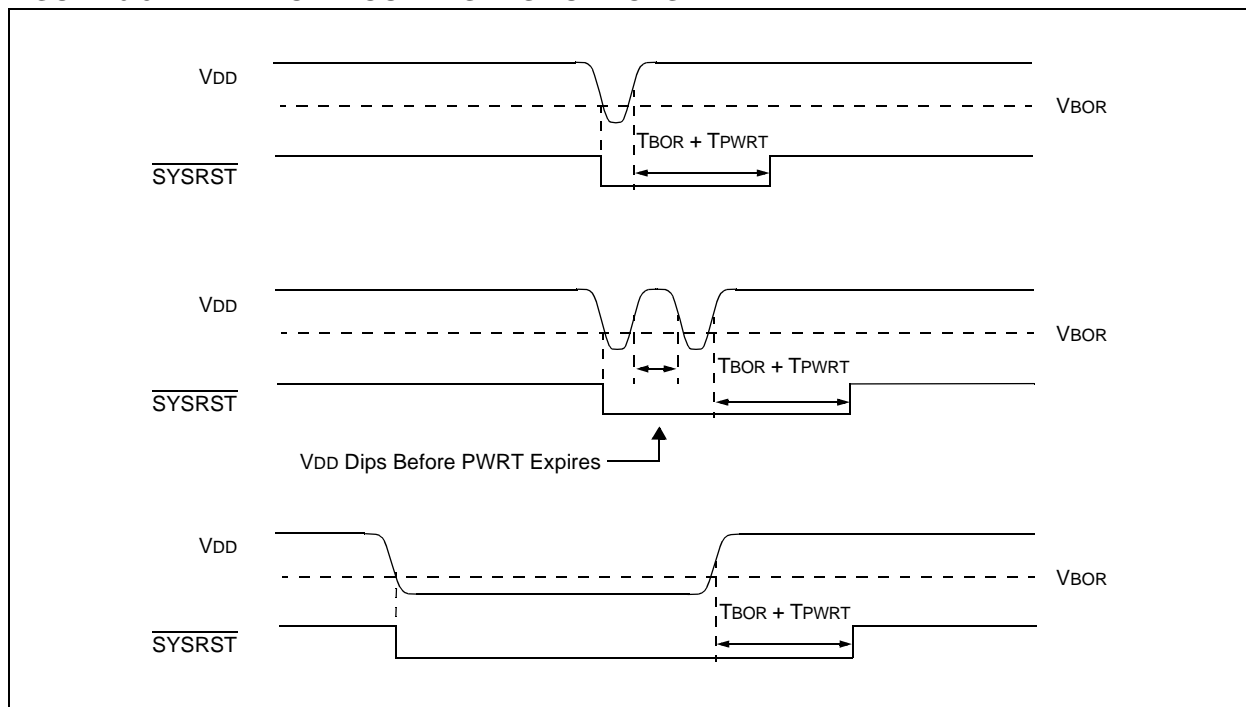 VDD
VBOR
TBOR + TPWRT
SYSRST
VDD
VBOR
TBOR + TPWRT
SYSRST
VDD Dips Before PWRT Expires
VDD
VBOR
TBOR + TPWRT
SYSRST